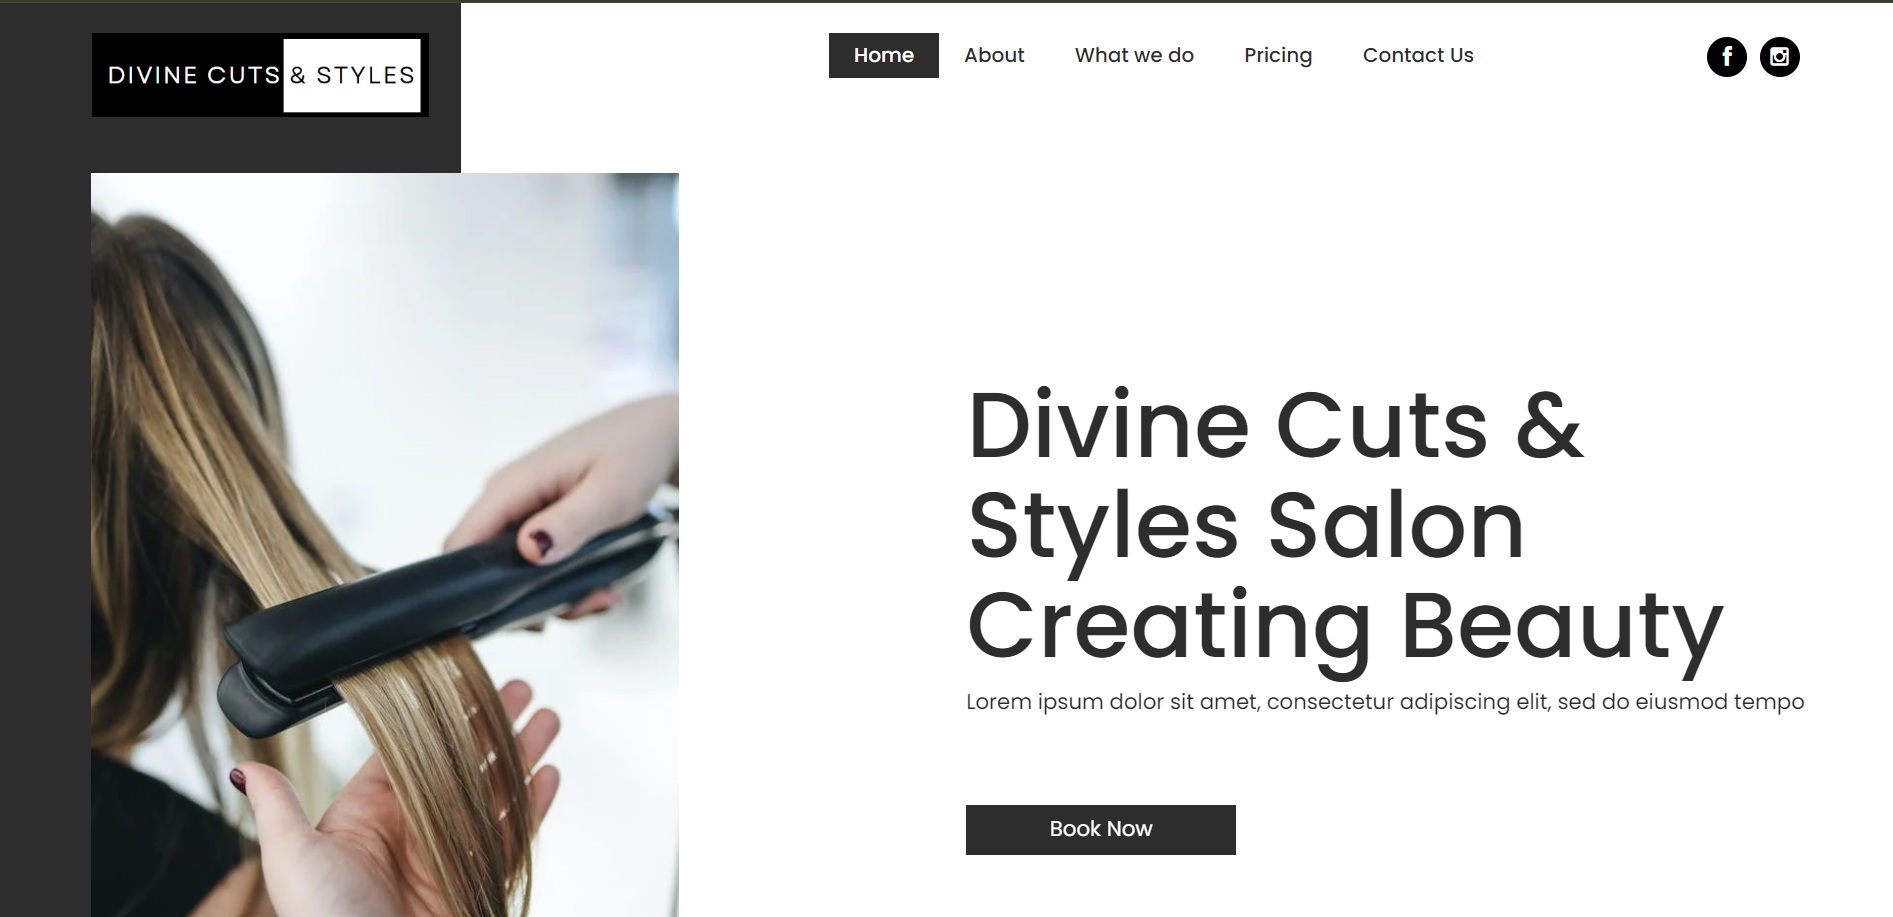 DIVINE CUTS & STYLES
Home About What we do Pricing Contact Us
Divine Cuts &
Styles Salon
Creating Beauty
Lorem ipsum dolor sit amet, consectetur adipiscing elit, sed do eiusmod tempo
Book Now